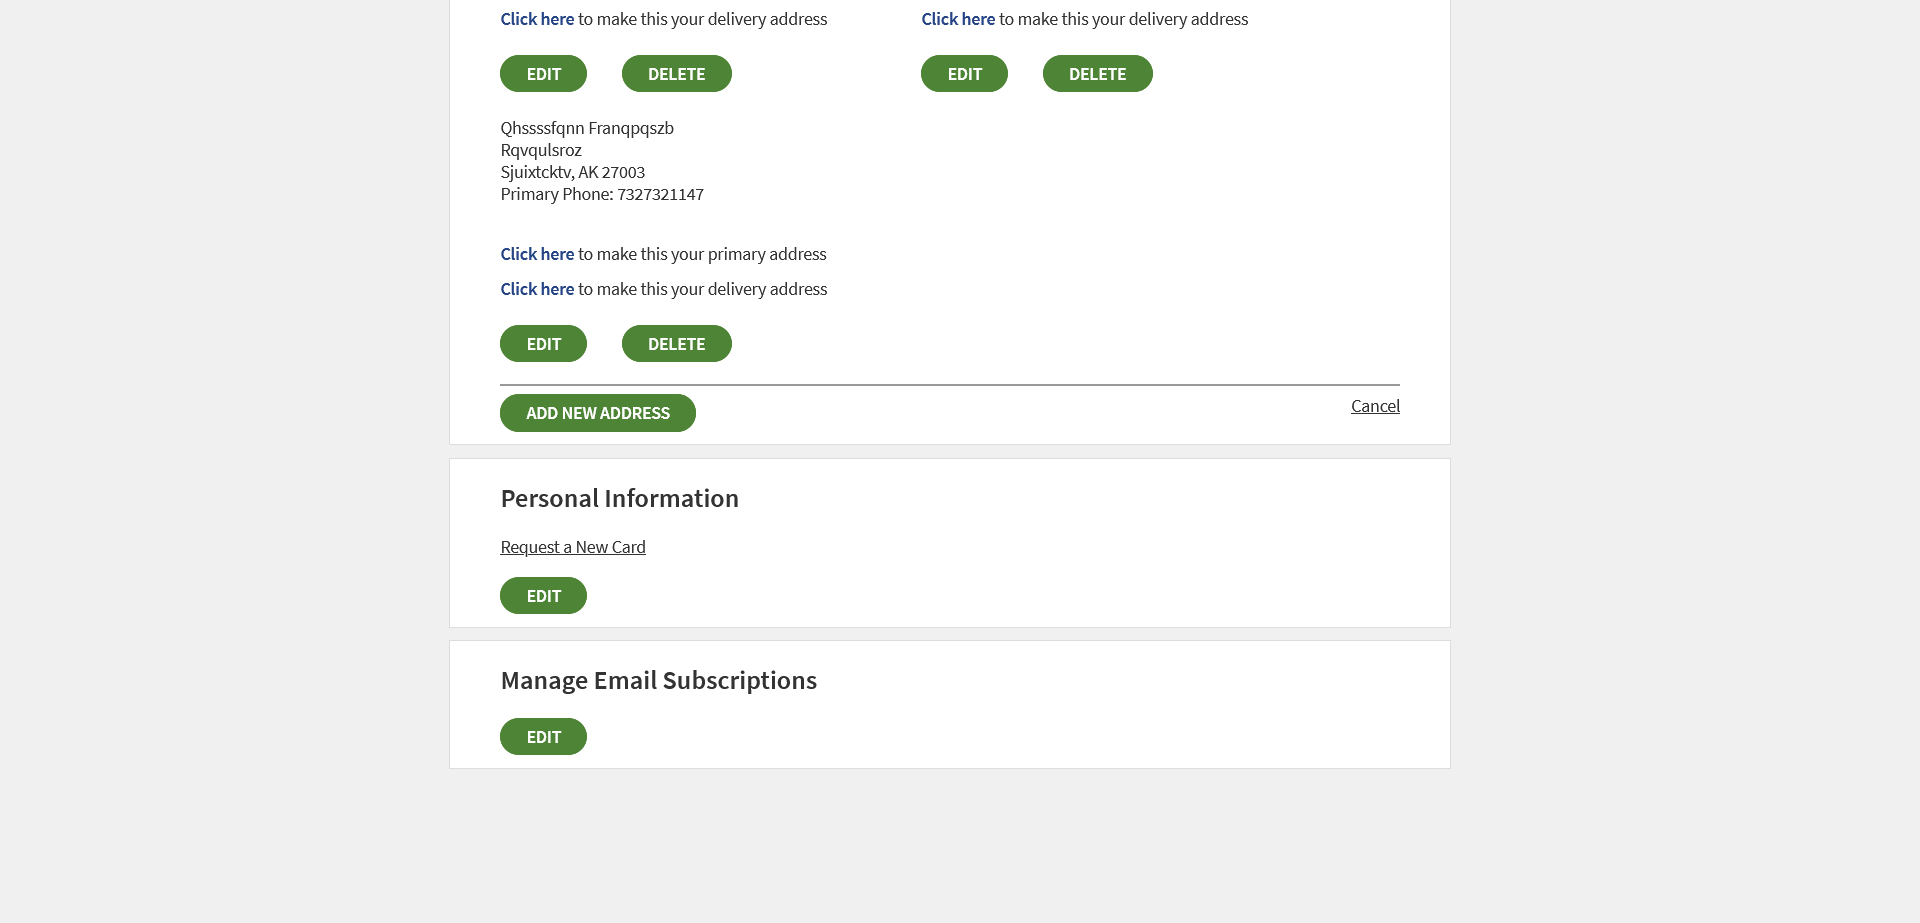 Click here to make this your delivery address
Click here to make this your delivery address
EDIT
DELETE
EDIT
DELETE
Qhssssfqnn Franqpqszb
Rqvqulsroz
Sjuixtcktv, AK 27003
Primary Phone: 7327321147
Click here to make this your primary address
Click here to make this your delivery address
EDIT
DELETE
ADD NEW ADDRESS
Cancel
Personal Information
Request a New Card
EDIT
Manage Email Subscriptions
EDIT